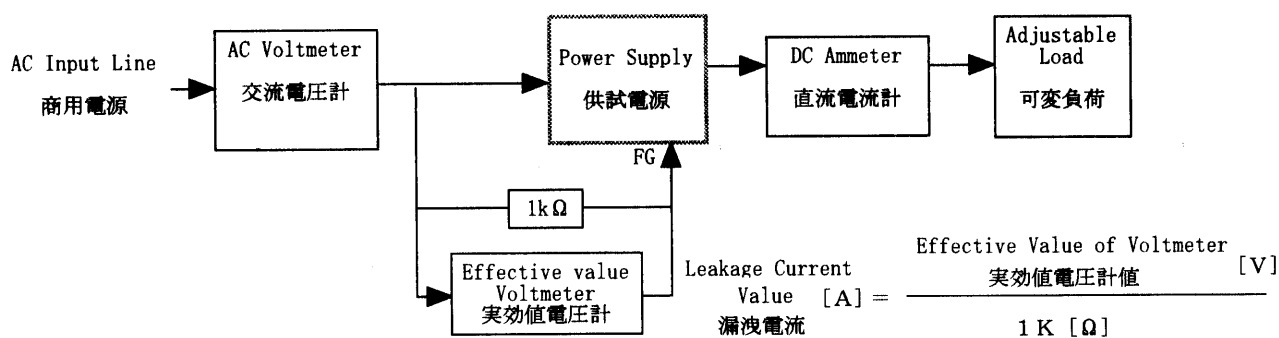 AC Input Line
商用電源
AC Voltmeter
交流電圧計
Power Supply
供試電源
DC Ammeter
直流電流計
Adjustable
Load
可変負荷
FG
1kΩ
Effective value
Voltmeter
実効値電圧計
Leakage Current
Value [A] =
漏洩電流
Effective Value of Voltmeter
実効値電圧計値 [V]
1K [Ω]